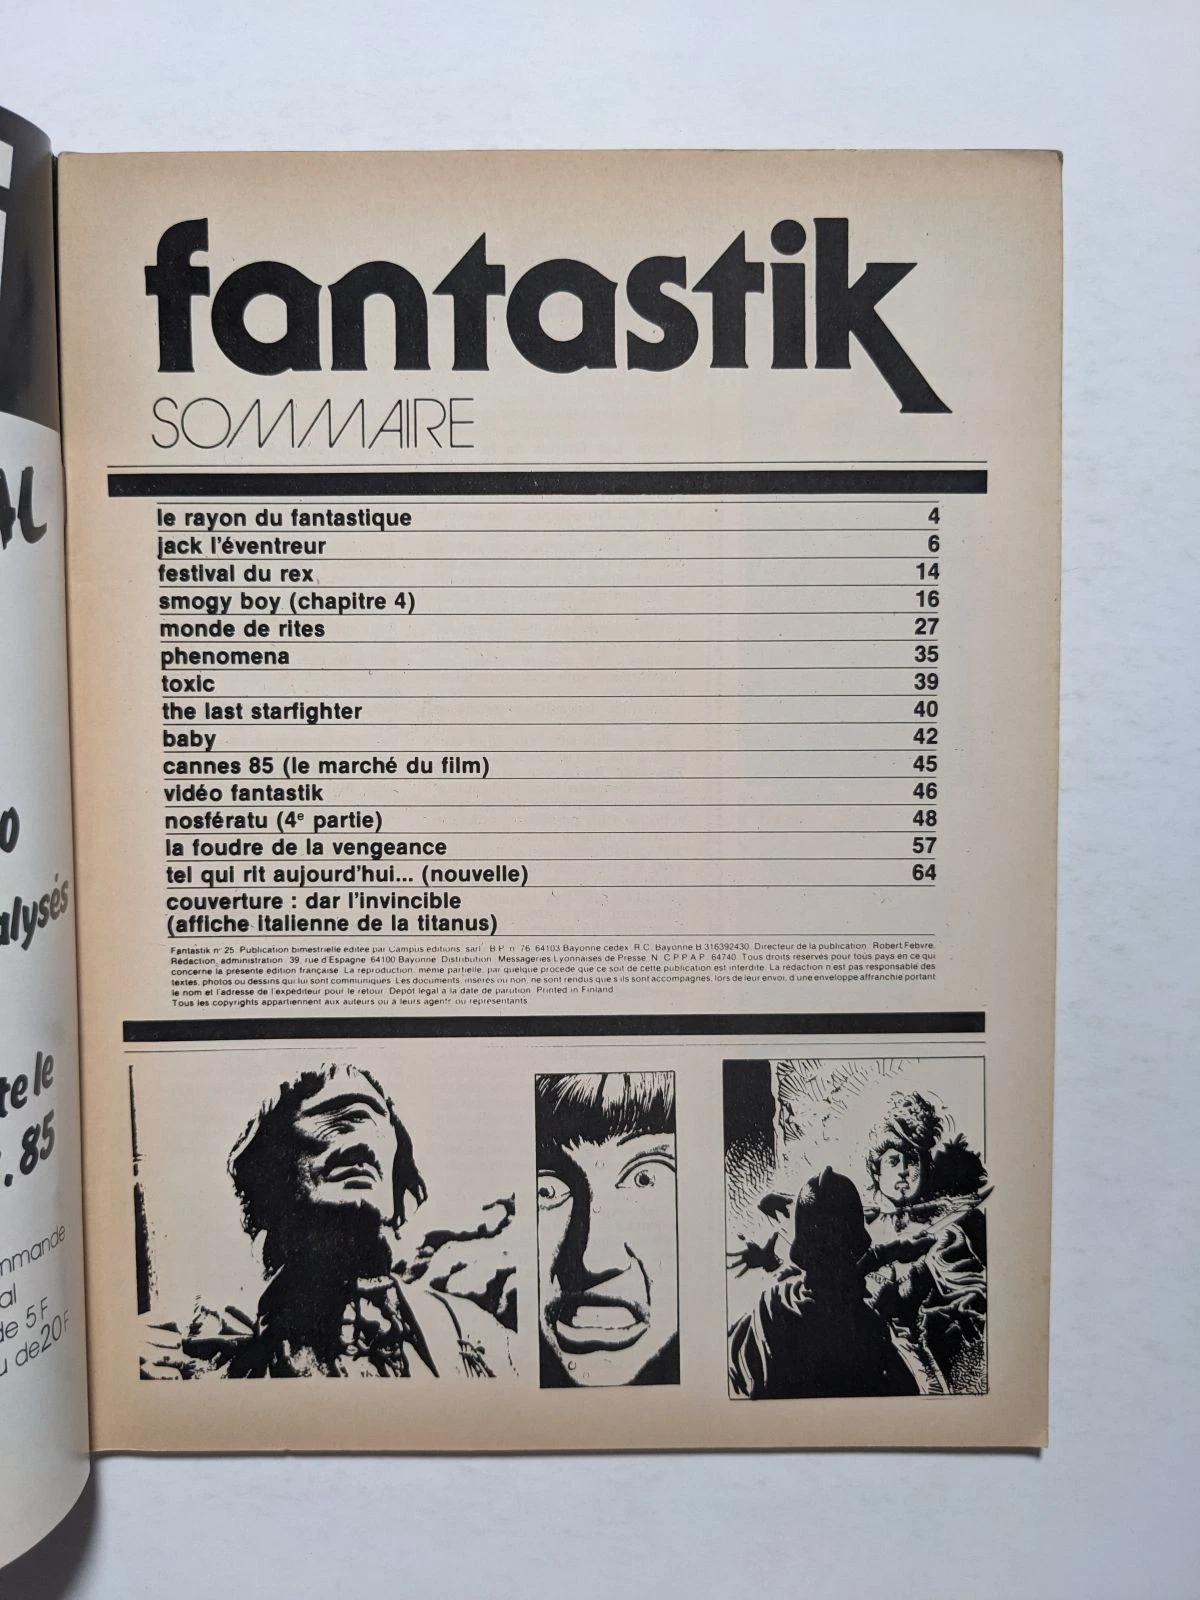 fantastik
SOMMAIRE
le rayon du fantastique 4
jack l'éventreur 6
festival du rex 14
smogy boy (chapitre 4) 16
monde de rites 27
phenomena 35
toxic 39
the last starfighter 40
baby 42
cannes 85 (le marché du film) 45
vidéo fantastik 46
nosfératu (4e partie) 48
la foudre de la vengeance 57
tel qui rit aujourd'hui... (nouvelle) 64
couverture : dar l'invincible
(affiche italienne de la titanus)
Fantastik n° 25. Publication bimestrielle éditée par Campus éditions, sarl B.P. n° 76 64103 Bayonne cedex R.C. Bayonne B 316392430. Directeur de la publication Robert Febvre.
Rédaction, administration 39, rue d'Espagne 64100 Bayonne Distribution Messageries Lyonnaises de Presse N C P P A P 64740. Tous droits réservés pour tous pays en ce qui
concerne la présente édition française. La reproduction, même partielle, par quelque procédé que ce soit de cette publication est interdite. La rédaction n'est pas responsable des
textes, photos ou dessins qui lui sont communiqués. Les documents, insérés ou non, ne sont rendus que s'ils sont accompagnés, lors de leur envoi, d'une enveloppe affranchie portant
le nom et l'adresse de l'expéditeur pour le retour. Dépôt légal à la date de parution. Printed in Finland
Tous les copyrights appartiennent aux auteurs ou à leurs agents ou représentants
alysés
te le
. 85
mmande
al
de 5F
u de 20F